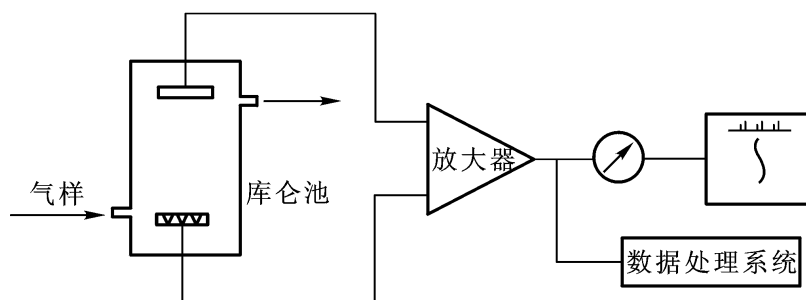 放大器
气样
库仑池
数据处理系统